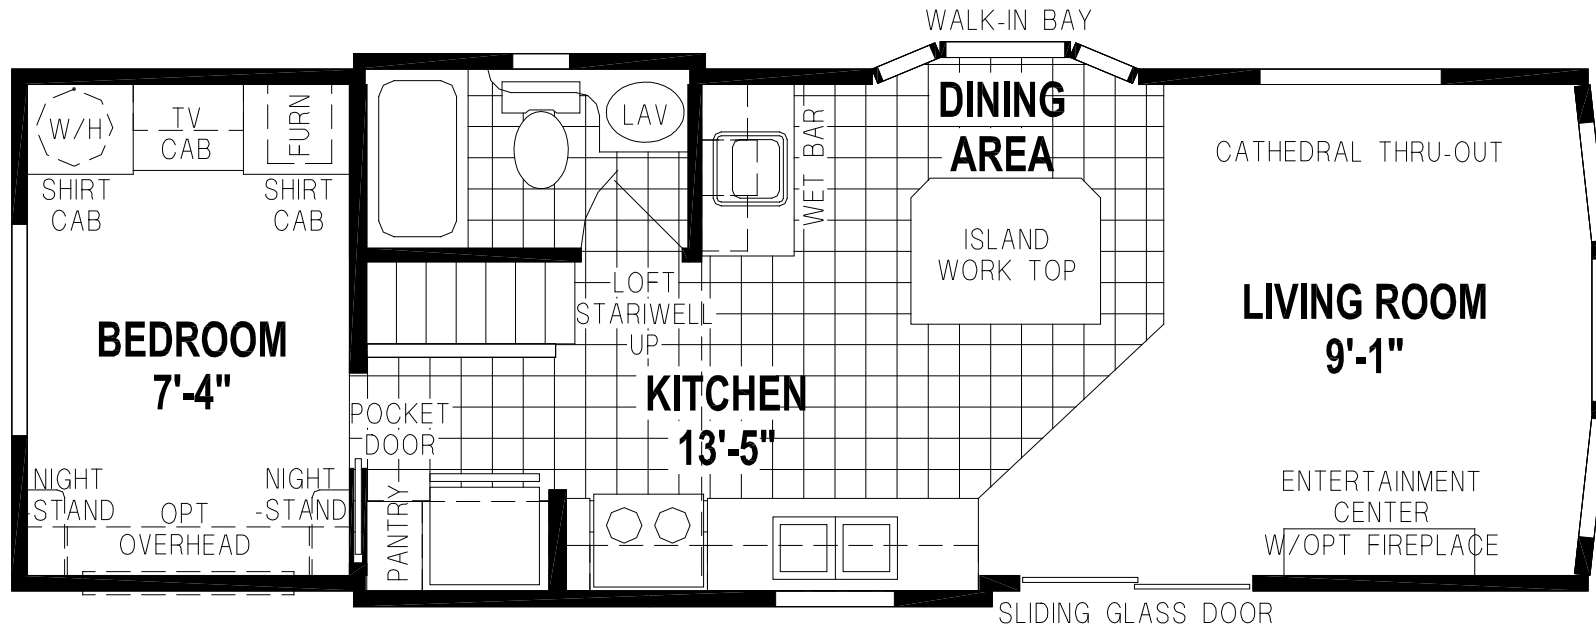 WALK-IN BAY
W/H
TV
CAB
FURN
SHIRT
CAB
SHIRT
CAB
LAV
WET BAR
DINING
AREA
CATHEDRAL THRU-OUT
ISLAND
WORK TOP
LOFT
STARIWELL
UP
BEDROOM
7'-4"
KITCHEN
13'-5"
LIVING ROOM
9'-1"
POCKET
DOOR
NIGHT
STAND
NIGHT
STAND
OPT
OVERHEAD
PANTRY
ENTERTAINMENT
CENTER
W/OPT FIREPLACE
SLIDING GLASS DOOR